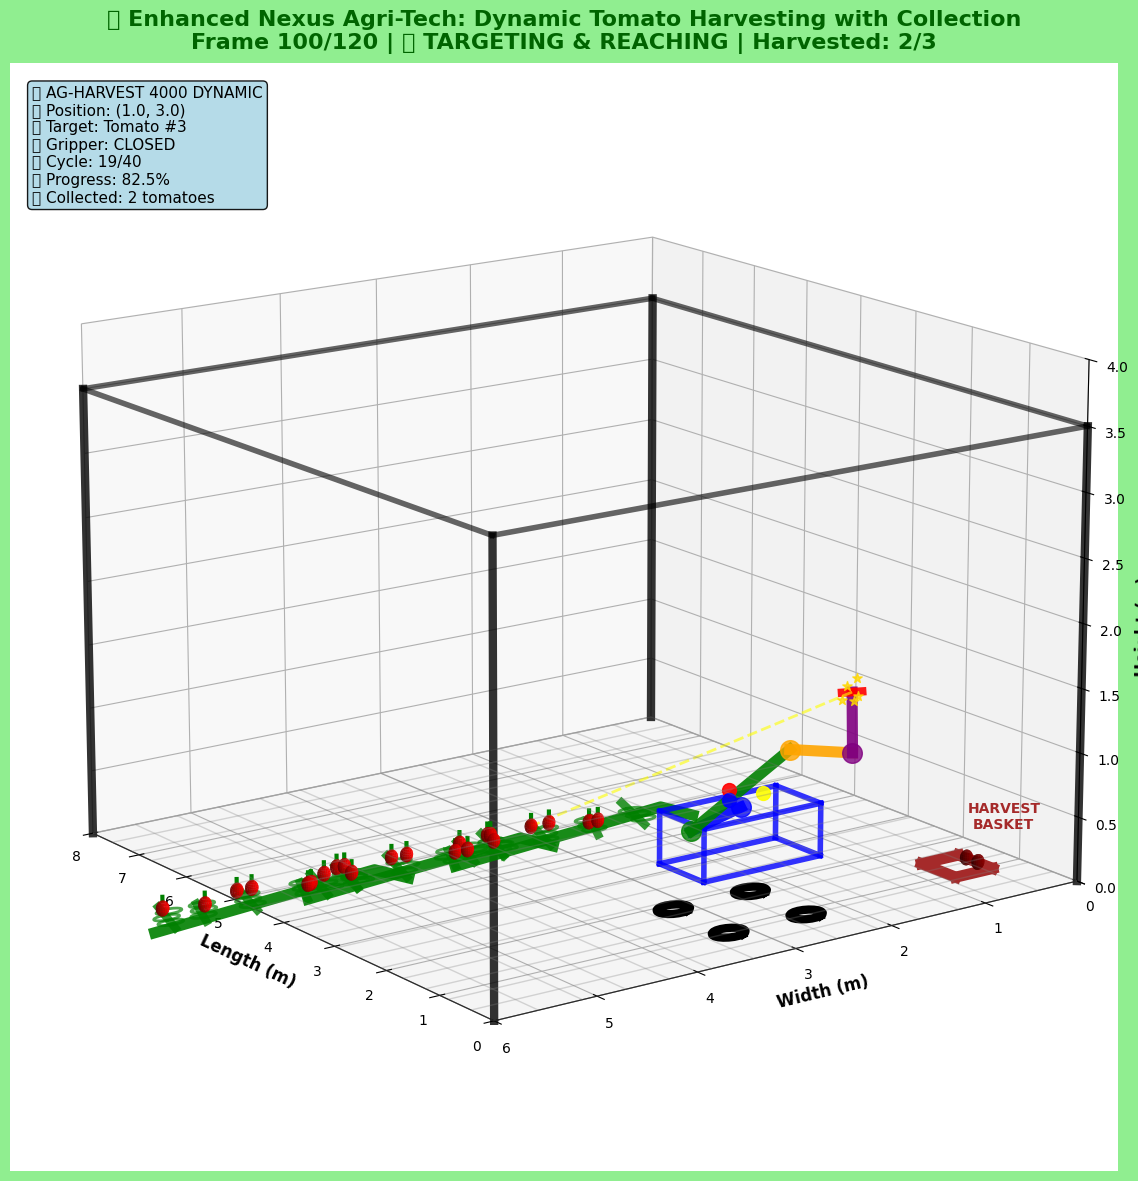 Enhanced Nexus Agri-Tech: Dynamic Tomato Harvesting with Collection
Frame 100/120 | TARGETING & REACHING | Harvested: 2/3
AG-HARVEST 4000 DYNAMIC
Position: (1.0, 3.0)
Target: Tomato #3
Gripper: CLOSED
Cycle: 19/40
Progress: 82.5%
Collected: 2 tomatoes
4.0
3.5
3.0
2.5
2.0
1.5
1.0
0.5
0.0
HARVEST
BASKET
8
7
6
5
4
3
2
1
0
Length (m)
6
5
4
3
2
1
0
Width (m)